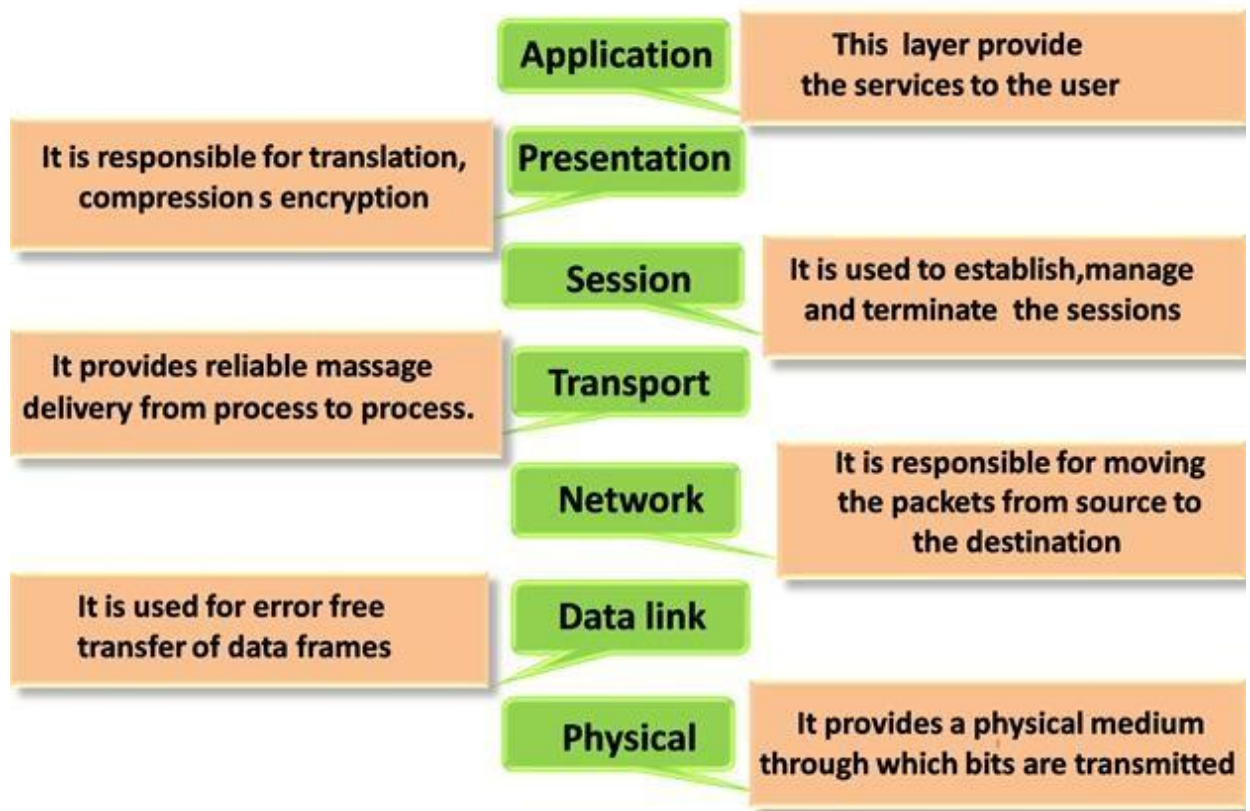 Application
This layer provide
the services to the user
Presentation
It is responsible for translation,
compression s encryption
Session
It is used to establish,manage
and terminate the sessions
Transport
It provides reliable massage
delivery from process to process.
Network
It is responsible for moving
the packets from source to
the destination
Data link
It is used for error free
transfer of data frames
Physical
It provides a physical medium
through which bits are transmitted